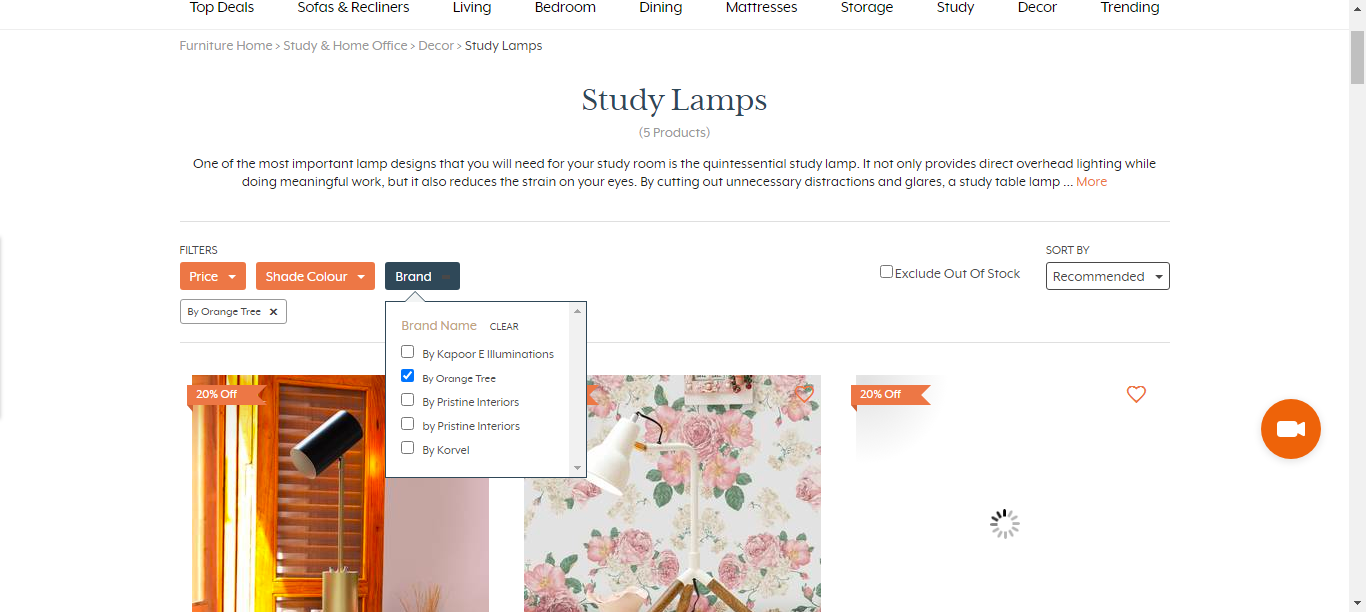 Top Deals Sofas & Recliners Living Bedroom Dining Mattresses Storage Study Decor Trending
Furniture Home > Study & Home Office > Decor > Study Lamps
Study Lamps
(5 Products)
One of the most important lamp designs that you will need for your study room is the quintessential study lamp. It not only provides direct overhead lighting while
doing meaningful work, but it also reduces the strain on your eyes. By cutting out unnecessary distractions and glares, a study table lamp ... More
FILTERS
Price Shade Colour Brand
By Orange Tree ✕
Exclude Out Of Stock
SORT BY
Recommended
Brand Name CLEAR
By Kapoor E Illuminations
By Orange Tree
By Pristine Interiors
by Pristine Interiors
By Korvel
20% Off
20% Off